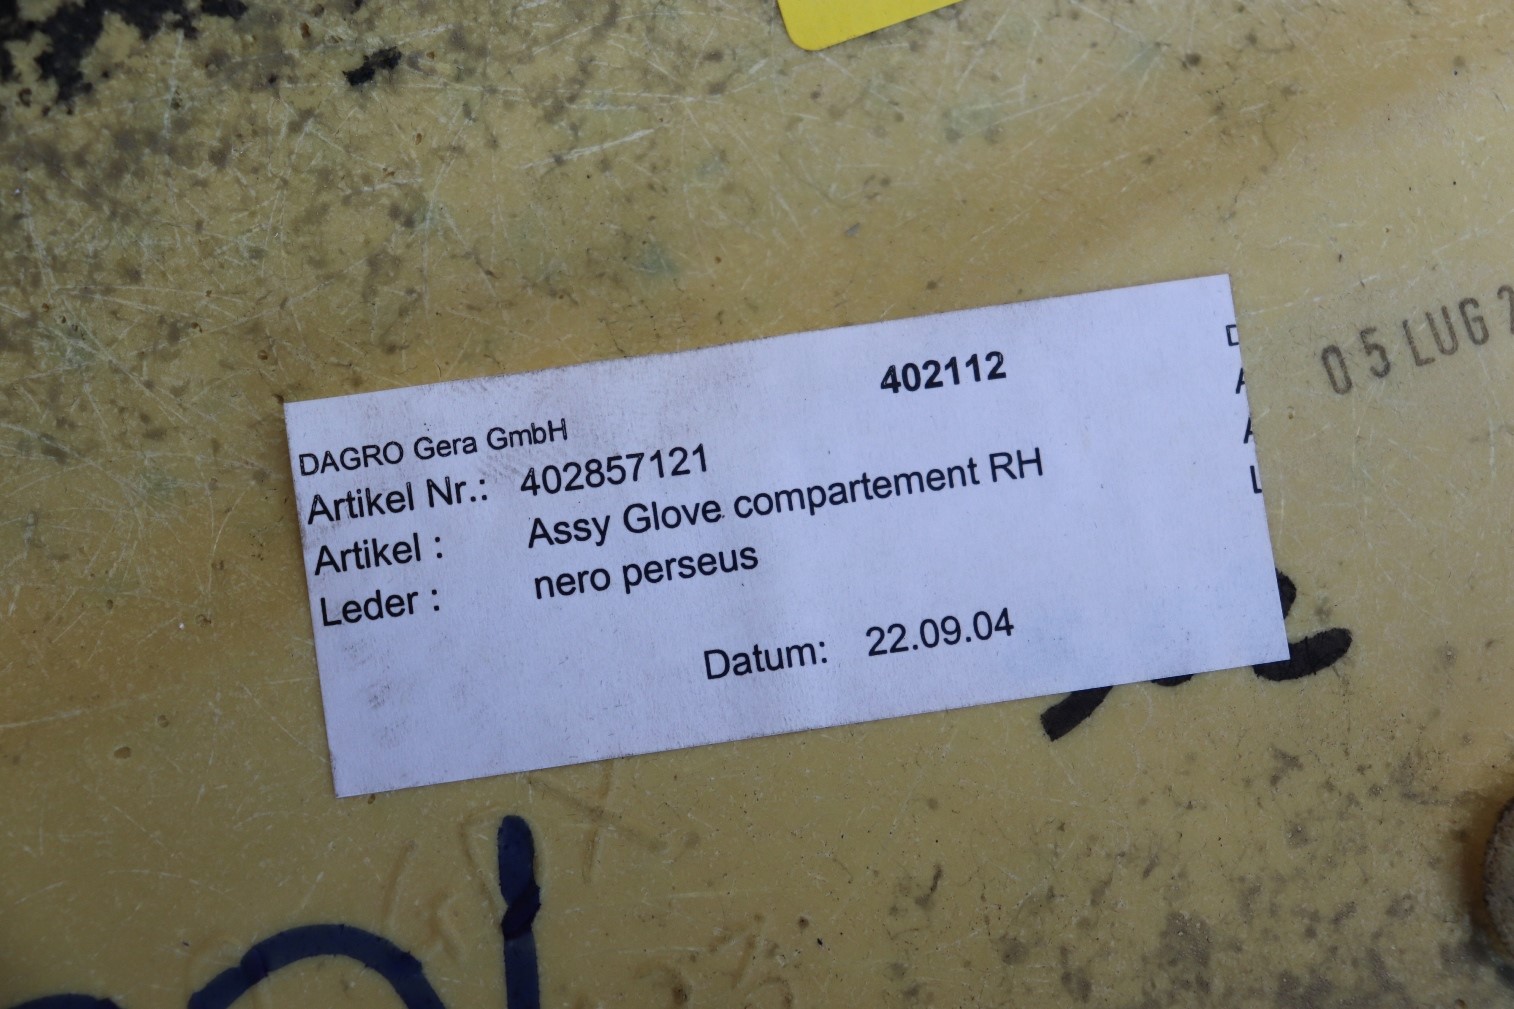 402112
DAGRO Gera GmbH
Artikel Nr.: 402857121
Artikel : Assy Glove compartement RH
Leder : nero perseus
Datum: 22.09.04
05 LUG 2